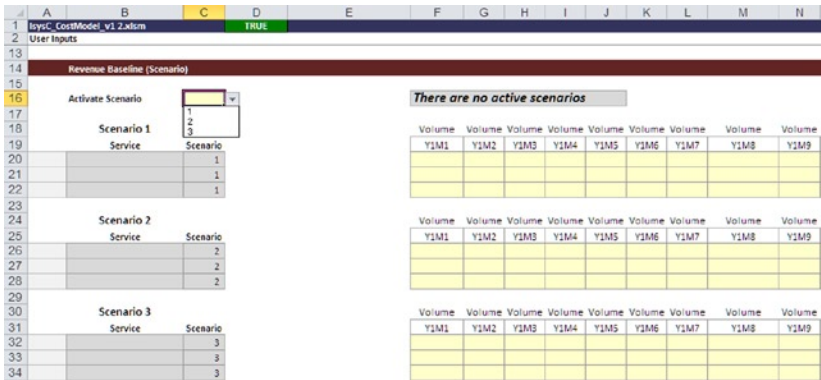 A B C D E F G H I J K L M N
1 IsysC_CostModel_v1 2.xlsm TRUE
2 User Inputs
13
14 Revenue Baseline (Scenario)
15
16 Activate Scenario There are no active scenarios
17 1
18 Scenario 1 2 Volume Volume Volume Volume Volume Volume Volume Volume Volume
19 Service Scenario 3 Y1M1 Y1M2 Y1M3 Y1M4 Y1M5 Y1M6 Y1M7 Y1M8 Y1M9
20 1
21 1
22 1
23
24 Scenario 2 Volume Volume Volume Volume Volume Volume Volume Volume Volume
25 Service Scenario Y1M1 Y1M2 Y1M3 Y1M4 Y1M5 Y1M6 Y1M7 Y1M8 Y1M9
26 2
27 2
28 2
29
30 Scenario 3 Volume Volume Volume Volume Volume Volume Volume Volume Volume
31 Service Scenario Y1M1 Y1M2 Y1M3 Y1M4 Y1M5 Y1M6 Y1M7 Y1M8 Y1M9
32 3
33 3
34 3